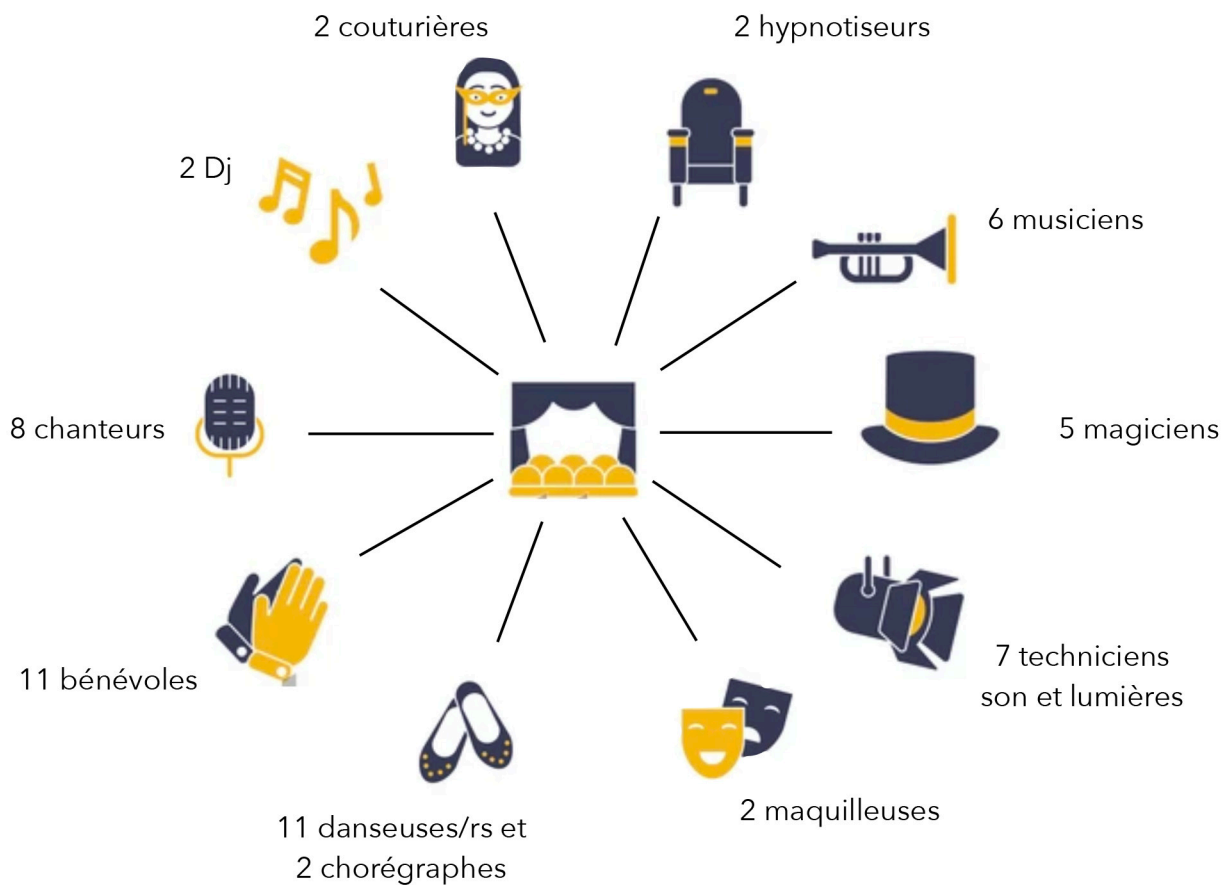 2 couturières
2 hypnotiseurs
2 Dj
6 musiciens
8 chanteurs
5 magiciens
11 bénévoles
7 techniciens
son et lumières
2 maquilleuses
11 danseuses/rs et
2 chorégraphes